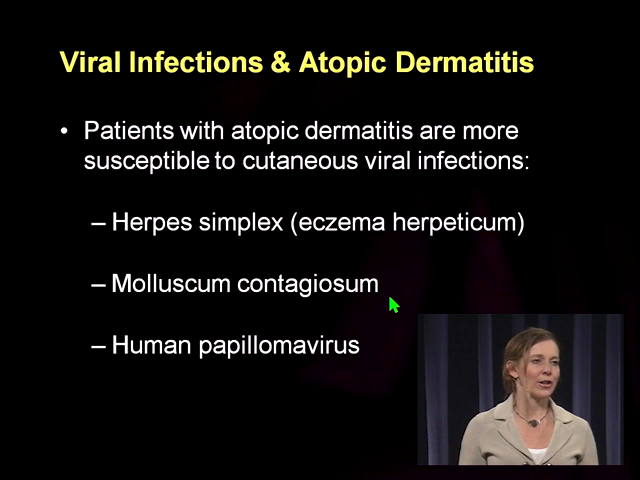 Viral Infections & Atopic Dermatitis
• Patients with atopic dermatitis are more
susceptible to cutaneous viral infections:
– Herpes simplex (eczema herpeticum)
– Molluscum contagiosum
– Human papillomavirus